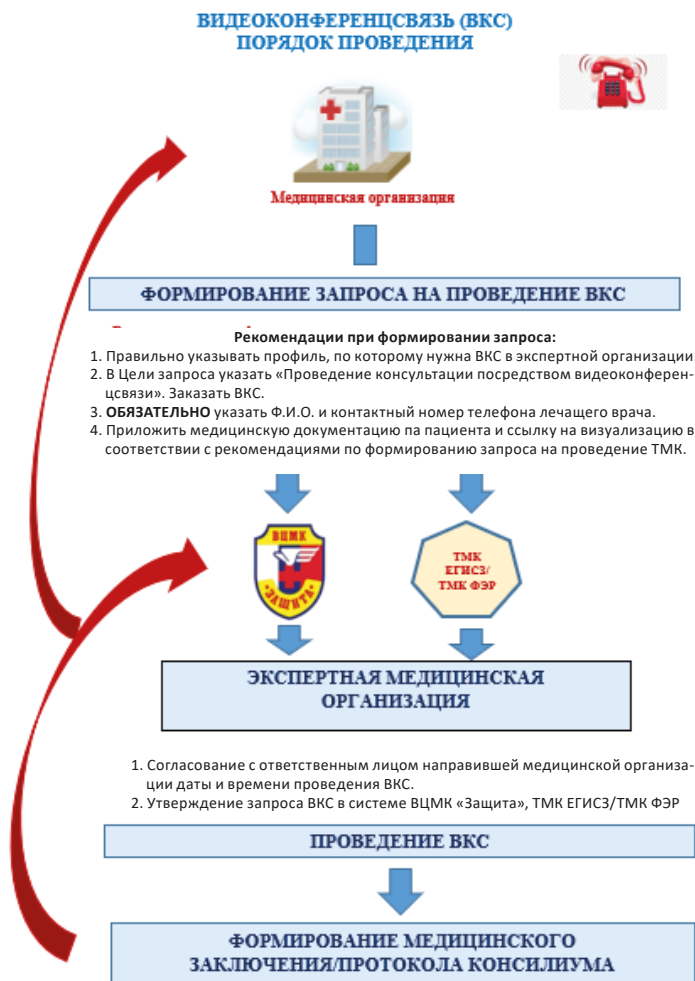 ВИДЕОКОНФЕРЕНЦСВЯЗЬ (ВКС)
ПОРЯДОК ПРОВЕДЕНИЯ
Медицинская организация
ФОРМИРОВАНИЕ ЗАПРОСА НА ПРОВЕДЕНИЕ ВКС
Рекомендации при формировании запроса:
1. Правильно указывать профиль, по которому нужна ВКС в экспертной организации.
2. В Цели запроса указать «Проведение консультации посредством видеоконферен-
цсвязи». Заказать ВКС.
3. ОБЯЗАТЕЛЬНО указать Ф.И.О. и контактный номер телефона лечащего врача.
4. Приложить медицинскую документацию па пациента и ссылку на визуализацию в
соответствии с рекомендациями по формированию запроса на проведение ТМК.
ВЦМК
ЗАЩИТА
ТМК
ЕГИСЗ/
ТМК ФЭР
ЭКСПЕРТНАЯ МЕДИЦИНСКАЯ
ОРГАНИЗАЦИЯ
1. Согласование с ответственным лицом направившей медицинской организа-
ции даты и времени проведения ВКС.
2. Утверждение запроса ВКС в системе ВЦМК «Защита», ТМК ЕГИСЗ/ТМК ФЭР
ПРОВЕДЕНИЕ ВКС
ФОРМИРОВАНИЕ МЕДИЦИНСКОГО
ЗАКЛЮЧЕНИЯ/ПРОТОКОЛА КОНСИЛИУМА